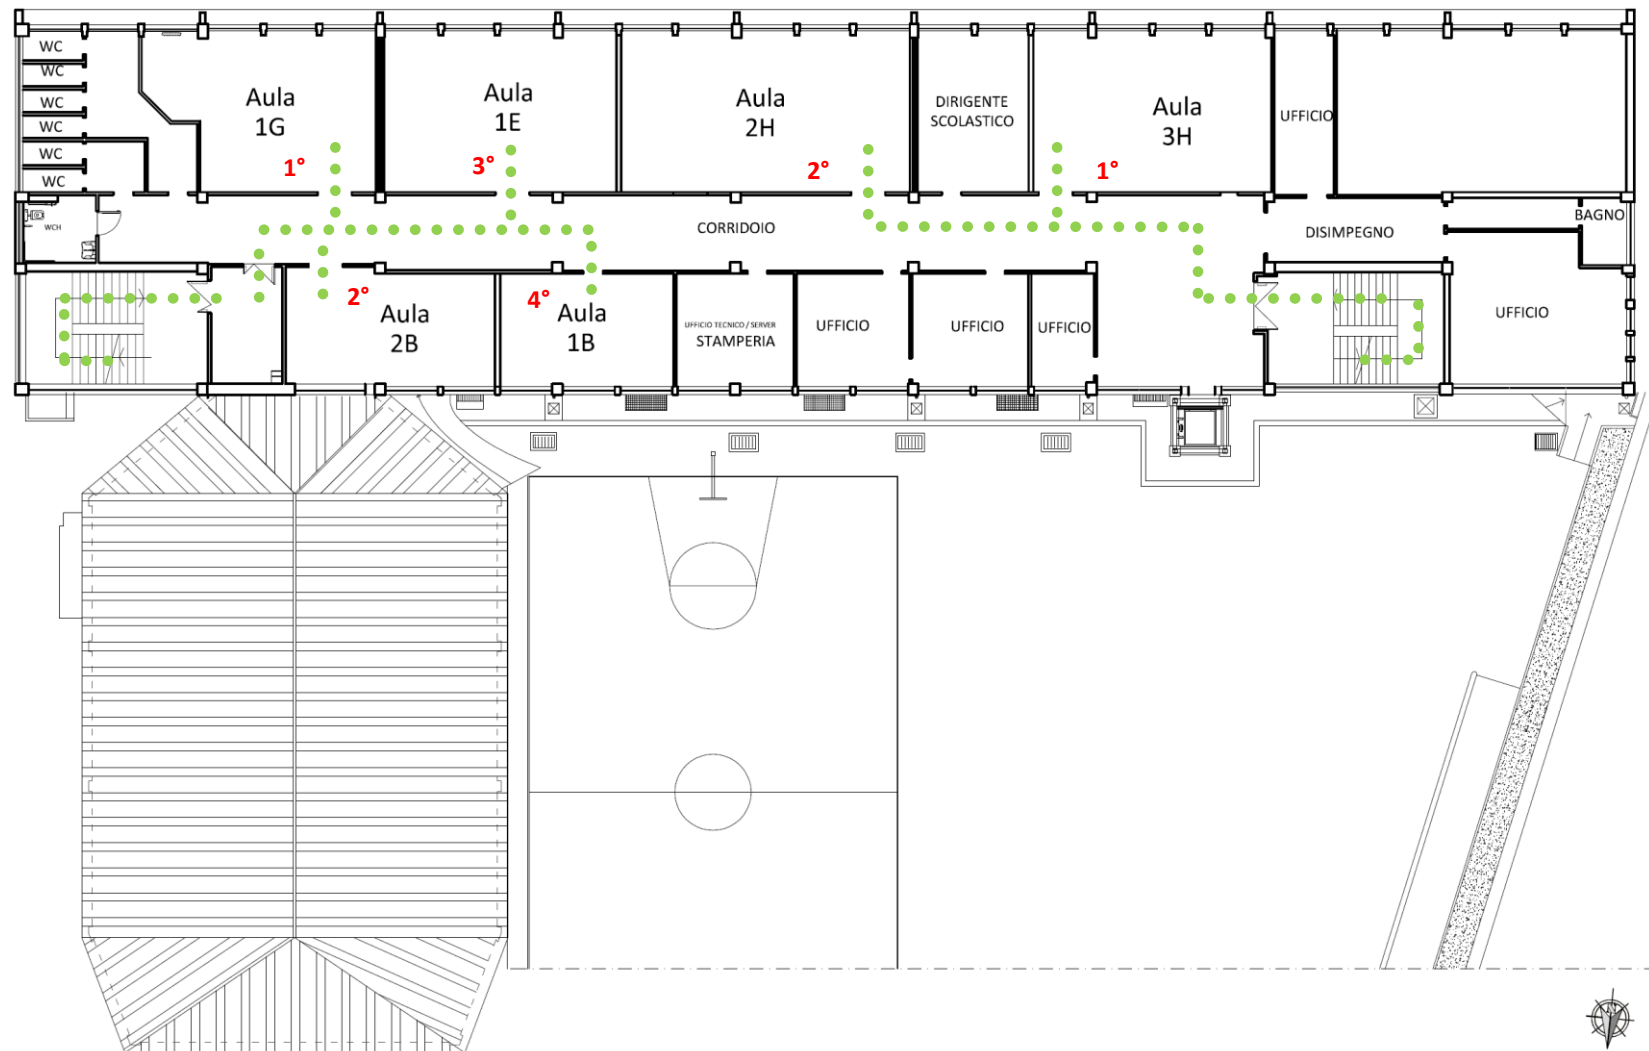 WC
WC
WC
WC
WC
WC
WCH
Aula
1G
1°
Aula
1E
3°
Aula
2H
2°
DIRIGENTE
SCOLASTICO
Aula
3H
1°
UFFICIO
CORRIDOIO
DISIMPEGNO
BAGNO
2°
Aula
2B
4°
Aula
1B
UFFICIO TECNICO / SERVER
STAMPERIA
UFFICIO
UFFICIO
UFFICIO
UFFICIO